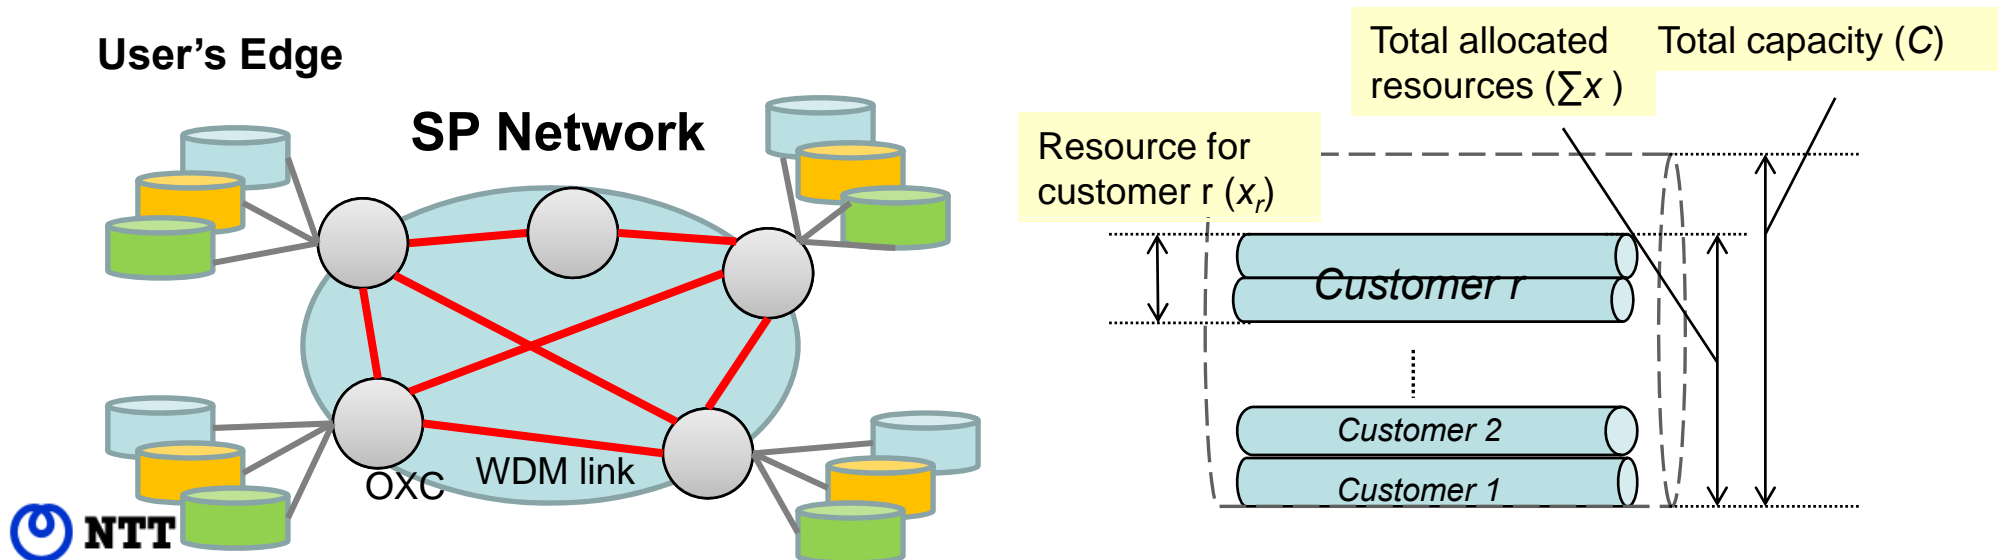 User’s Edge
SP Network
OXC
WDM link
NTT
Total allocated
resources (∑x )
Total capacity (C)
Resource for
customer r (xr)
Customer r
Customer 2
Customer 1